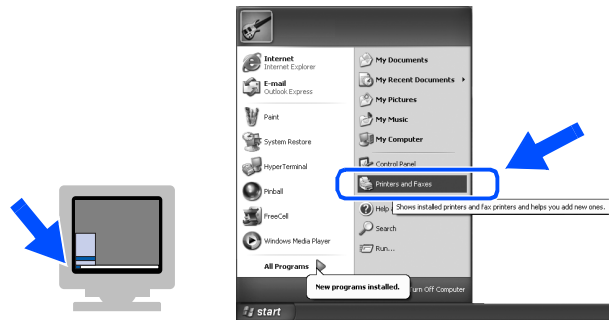 Internet
Internet Explorer
E-mail
Outlook Express
Paint
System Restore
HyperTerminal
Pinball
FreeCell
Windows Media Player
All Programs
My Documents
My Recent Documents
My Pictures
My Music
My Computer
Control Panel
Printers and Faxes
Help
Shows installed printers and fax printers and helps you add new ones.
Search
Run...
New programs installed.
Turn Off Computer
start